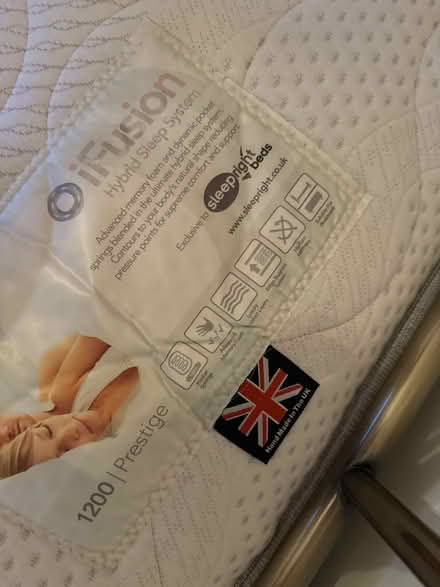 iFusion
Hybrid Sleep System
Advanced memory foam and dynamic pocket
springs blended in the ultimate hybrid sleep system.
Contours to your body's natural shape reducing
pressure points for supreme comfort and support.
Exclusive to sleepright beds
www.sleepright.co.uk
1200 | Prestige
Hand Made In The UK